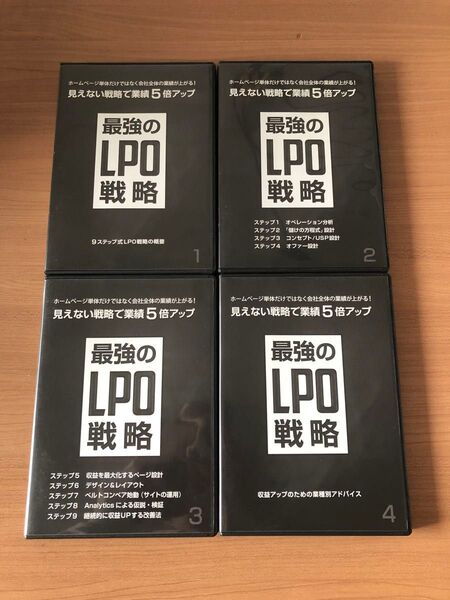 ホームページ単体だけではなく会社全体の業績が上がる!
見えない戦略で業績5倍アップ
最強の
LPO
戦略
9ステップ式LPO戦略の概要
1
ホームページ単体だけではなく会社全体の業績が上がる!
見えない戦略で業績5倍アップ
最強の
LPO
戦略
ステップ1 オペレーション分析
ステップ2 「儲けの方程式」設計
ステップ3 コンセプト/USP設計
ステップ4 オファー設計
2
ホームページ単体だけではなく会社全体の業績が上がる!
見えない戦略で業績5倍アップ
最強の
LPO
戦略
ステップ5 収益を最大化するページ設計
ステップ6 デザイン&レイアウト
ステップ7 ベルトコンベア始動(サイトの運用)
ステップ8 Analyticsによる仮説・検証
ステップ9 継続的に収益UPする改善法
3
ホームページ単体だけではなく会社全体の業績が上がる!
見えない戦略で業績5倍アップ
最強の
LPO
戦略
収益アップのための業種別アドバイス
4